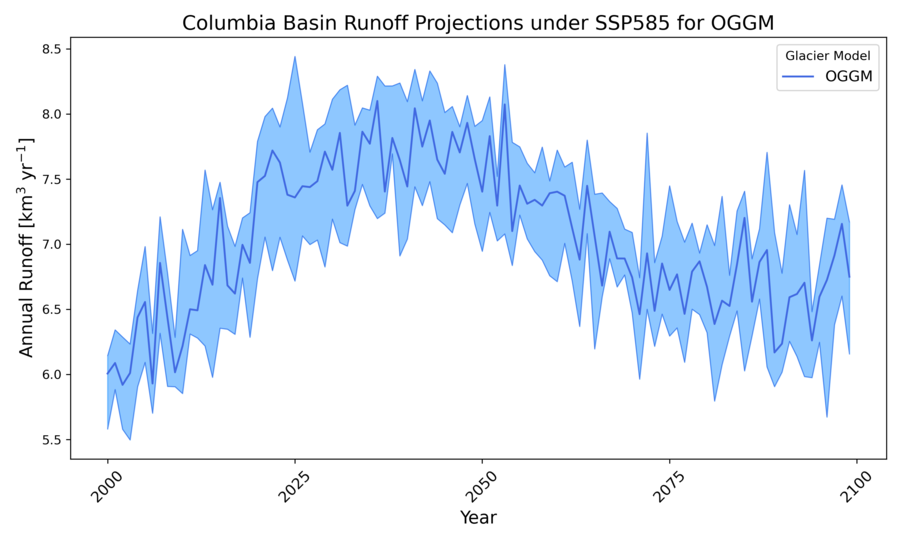 Columbia Basin Runoff Projections under SSP585 for OGGM
8.5
8.0
7.5
7.0
6.5
6.0
5.5
Annual Runoff [km³ yr⁻¹]
Glacier Model
OGGM
2000
2025
2050
2075
2100
Year